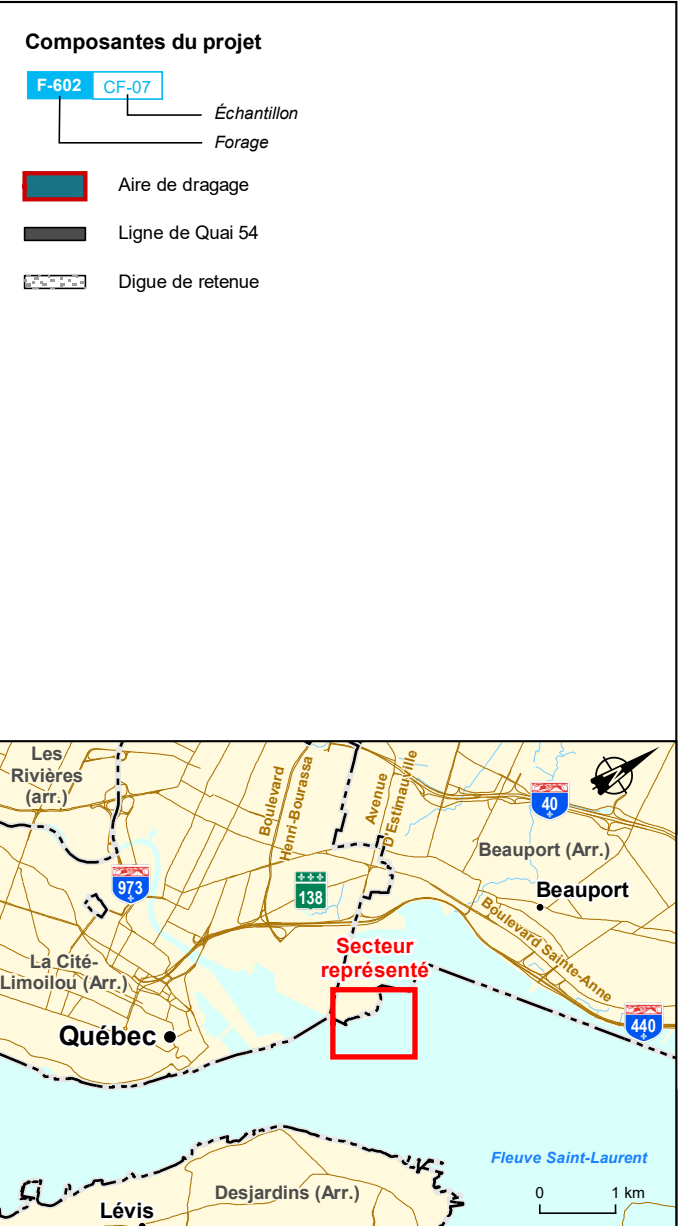 Composantes du projet
F-602 CF-07
Échantillon
Forage
Aire de dragage
Ligne de Quai 54
Digue de retenue
Les
Rivières
(arr.)
Boulevard
Henri-Bourassa
Avenue
D'Estimauville
40
Beauport (Arr.)
973
138
Beauport
Boulevard Sainte-Anne
La Cité-
Limoilou (Arr.)
Secteur
représenté
Québec
440
Fleuve Saint-Laurent
Desjardins (Arr.)
0 1 km
Lévis